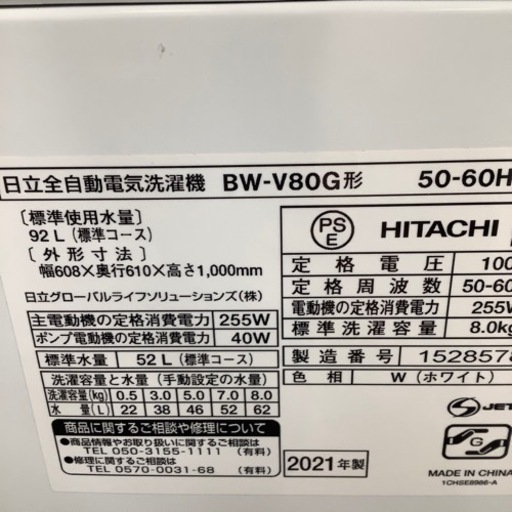 日立全自動電気洗濯機 BW-V80G形 50-60H
〔標準使用水量〕
92 L (標準コース)
〔外形寸法〕
幅608×奥行610×高さ1,000mm
日立グローバルライフソリューションズ(株)
主電動機の定格消費電力 255W
ポンプ電動機の定格消費電力 40W
標準水量 52 L (標準コース)
洗濯容量と水量 (手動設定の水量)
洗濯容量(kg) 0.5 3.0 5.0 7.0 8.0
水量(L) 22 38 46 52 62
商品に関するご相談や修理について
●商品情報やお取り扱いに関するご相談
TEL 050-3155-1111 (有料)
●修理に関するご相談
TEL 0570-0031-68 (有料)
PS
E
HITACHI
定格電圧 100
定格周波数 50-60
電動機の定格消費電力 255W
標準洗濯容量 8.0kg
製造番号 1528578
色相 W (ホワイト)
S JET
G
2021年製
MADE IN CHINA
1CHSE8986-A